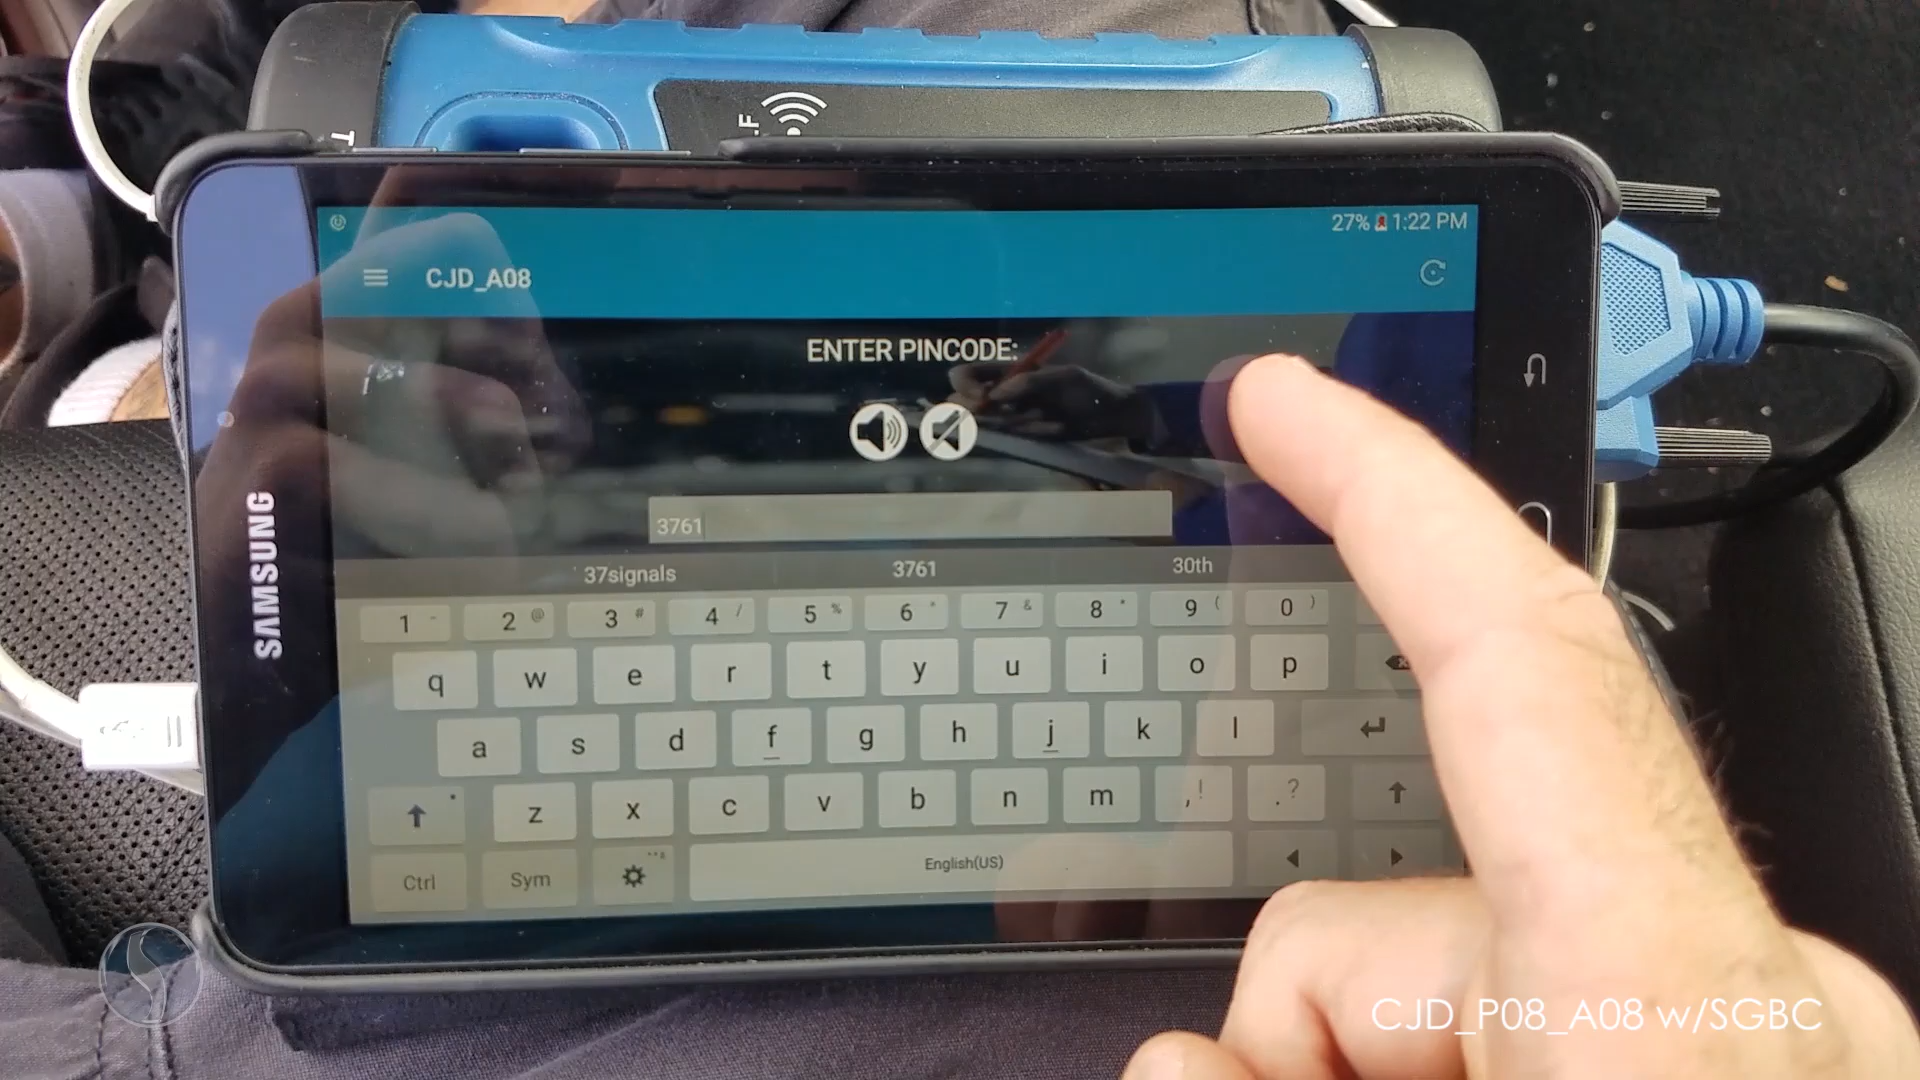 LF
T
27% 1:22 PM
CJD_A08
ENTER PINCODE:
3761
37signals 3761 30th
1 - 2 @ 3 # 4 / 5 % 6 ^ 7 & 8 * 9 ( 0 )
q w e r t y u i o p
a s d f g h j k l
z x c v b n m , ! . ?
Ctrl Sym English(US)
SAMSUNG
CJD_P08_A08 w/SGBC